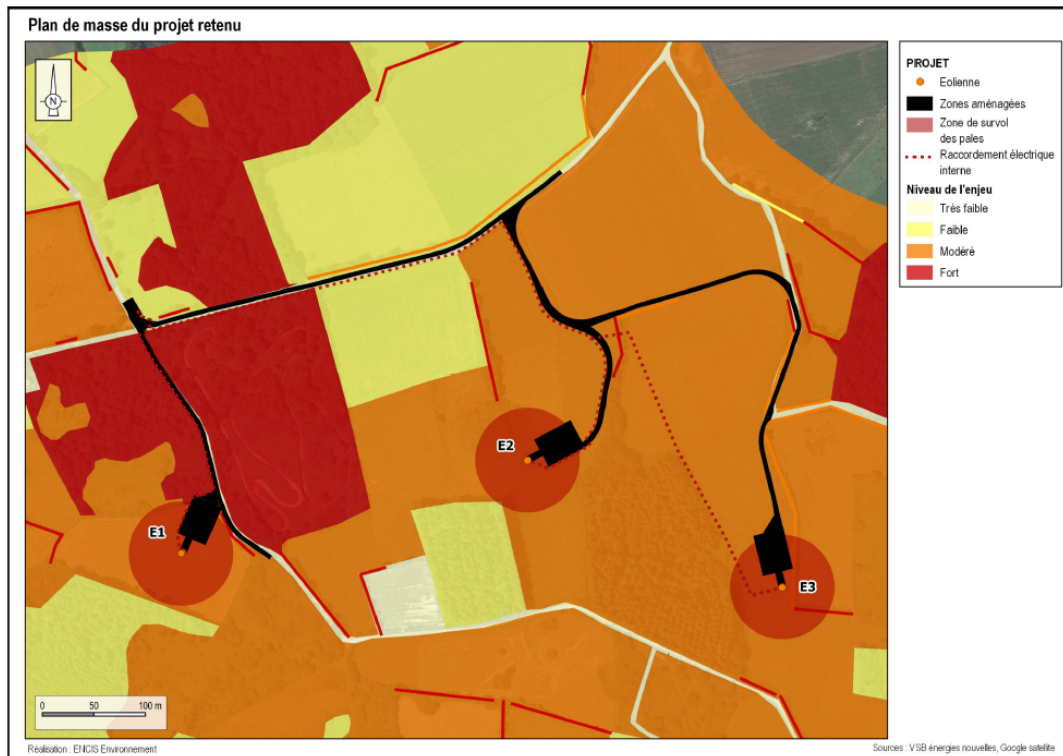 Plan de masse du projet retenu
N
E1
E2
E3
0 50 100 m
PROJET
Eolienne
Zones aménagées
Zone de survol
des pales
Raccordement électrique
interne
Niveau de l'enjeu
Très faible
Faible
Modéré
Fort
Réalisation : ENCIS Environnement
Sources : VSB énergies nouvelles, Google satellite